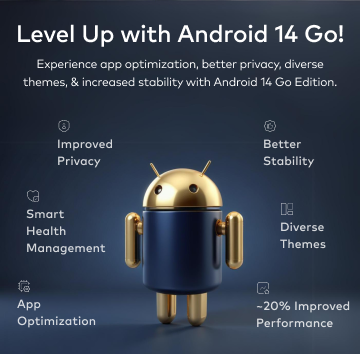 Level Up with Android 14 Go!
Experience app optimization, better privacy, diverse
themes, & increased stability with Android 14 Go Edition.
Improved
Privacy
Better
Stability
Smart
Health
Management
Diverse
Themes
App
Optimization
~20% Improved
Performance